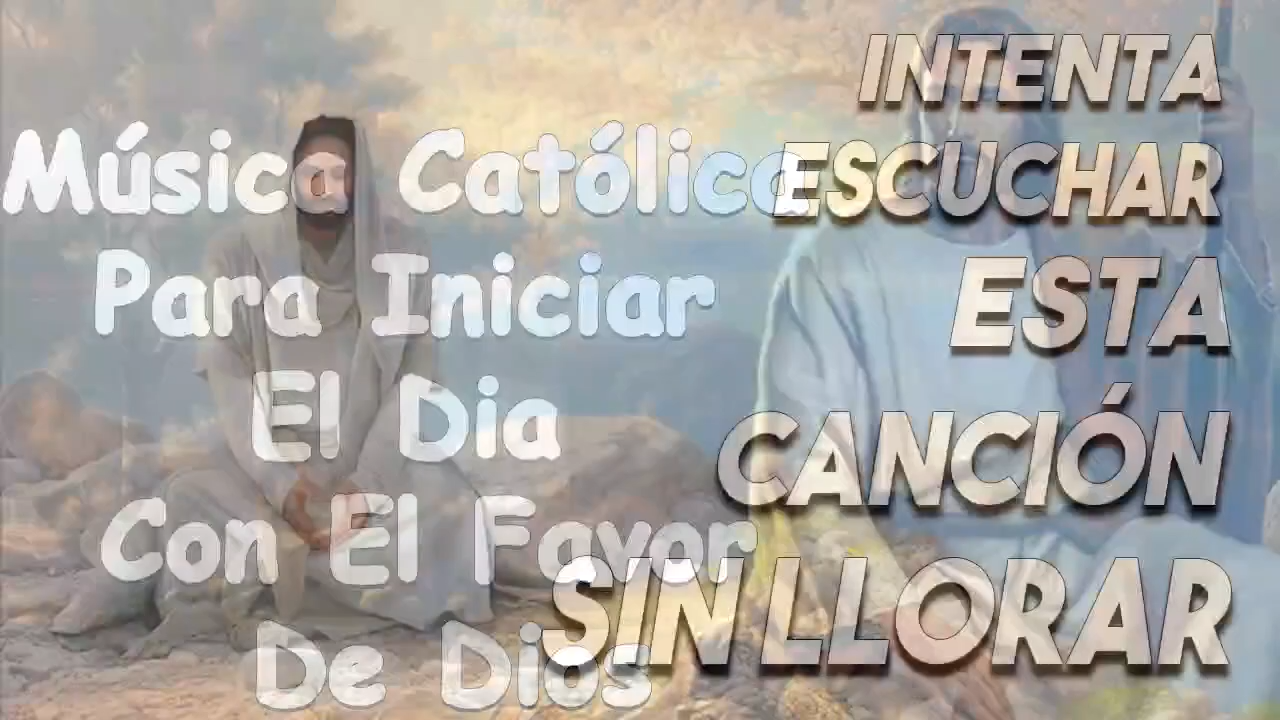 Música Católica
Para Iniciar
El Dia
Con El Favor
De Dios
INTENTA
ESCUCHAR
ESTA
CANCIÓN
SIN LLORAR